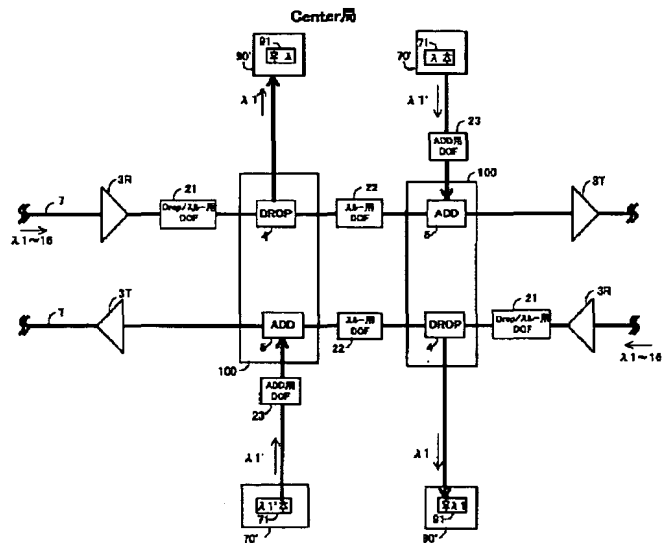 Center局
91
λ
90'
71
λ
70'
λ1'
λ1'
23
ADD用
DCF
100
3R
21
Drop/スルー用
DCF
7
λ1~16
DROP
4
22
スルー用
DCF
ADD
5
3T
7
3T
ADD
5
100
スルー用
DCF
22
DROP
4
21
Drop/スルー用
DCF
3R
λ1~16
23
ADD用
DCF
λ1'
λ1
λ1'
71
70'
λ1
91
90'